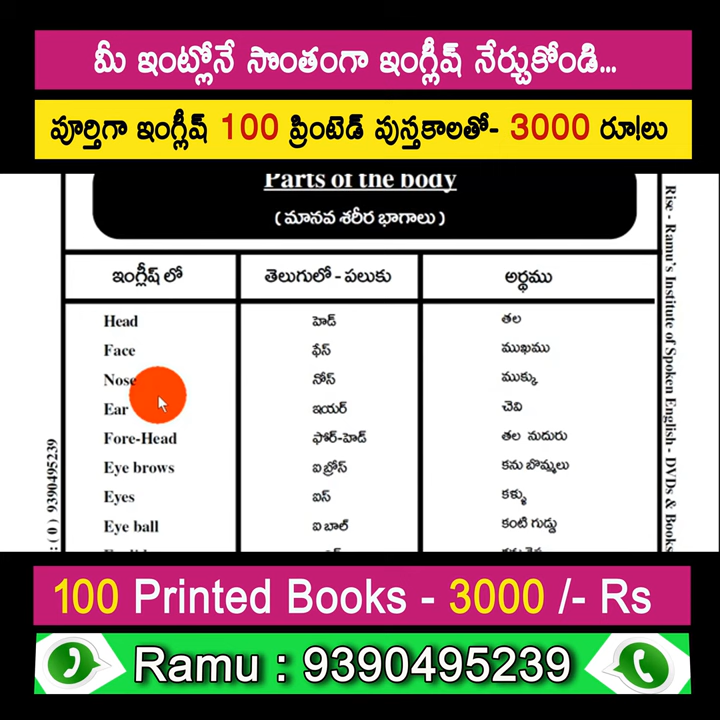 మీ ఇంట్లోనే సొంతంగా ఇంగ్లీష్ నేర్చుకోండి...
పూర్తిగా ఇంగ్లీష్ 100 ప్రింటెడ్ పుస్తకాలతో- 3000 రూ!లు
Parts of the body
( మానవ శరీర భాగాలు )
ఇంగ్లీష్ లో తెలుగులో - పలుకు అర్థము
Head హెడ్ తల
Face ఫేస్ ముఖము
Nose నోస్ ముక్కు
Ear ఇయర్ చెవి
Fore-Head ఫోర్-హెడ్ తల నుదురు
Eye brows ఐ బ్రోస్ కను బొమ్మలు
Eyes ఐస్ కళ్ళు
Eye ball ఐ బాల్ కంటి గుడ్డు
: ( 0 ) 9390495239
Rise - Ramu's Institute of Spoken English - DVDs & Books
100 Printed Books - 3000 /- Rs
Ramu : 9390495239